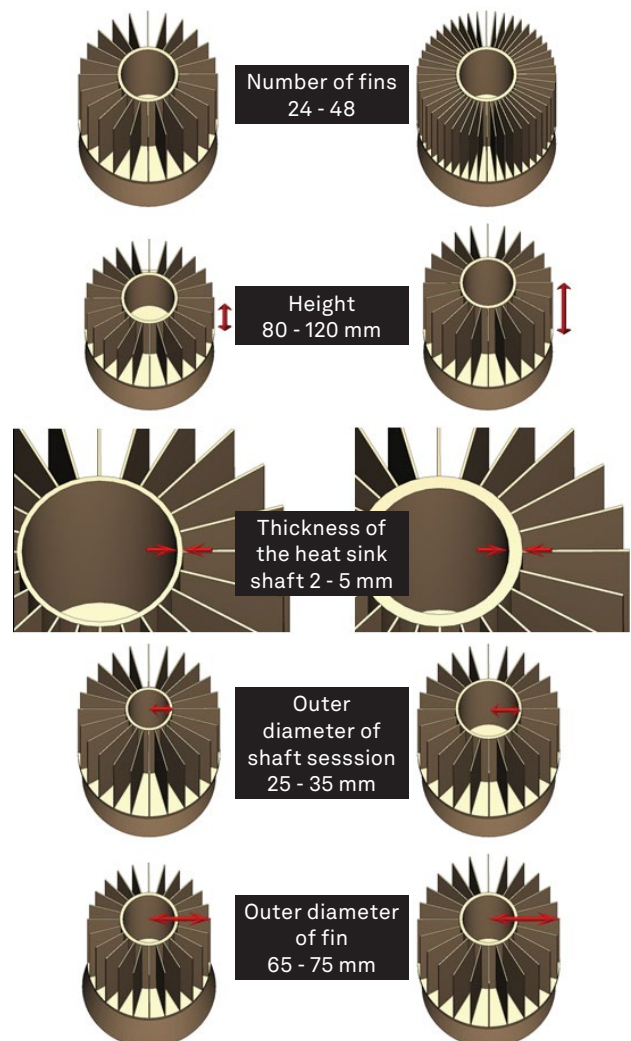 Number of fins
24 - 48
Height
80 - 120 mm
Thickness of
the heat sink
shaft 2 - 5 mm
Outer
diameter of
shaft sesssion
25 - 35 mm
Outer diameter
of fin
65 - 75 mm